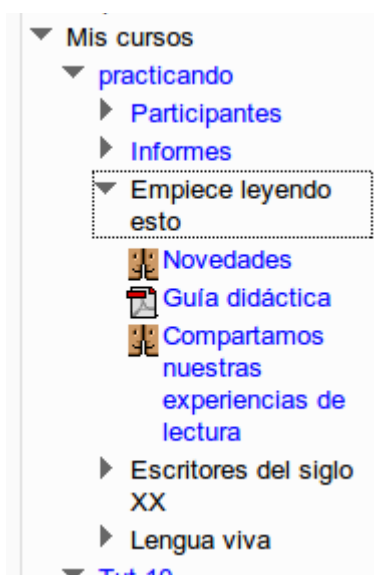 Mis cursos
practicando
Participantes
Informes
Empiece leyendo
esto
Novedades
Guía didáctica
Compartamos
nuestras
experiencias de
lectura
Escritores del siglo
XX
Lengua viva